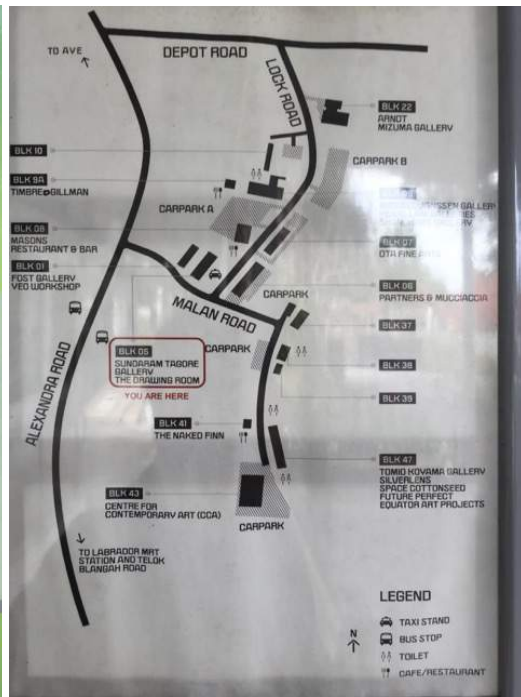 TO AVE
DEPOT ROAD
LOCK ROAD
BLK 22
ARNDT
MIZUMA GALLERY
BLK 10
CARPARK B
BLK 9A
TIMBRE@GILLMAN
CARPARK A
BLK 08
MASONS
RESTAURANT & BAR
BLK 07
OTA FINE ARTS
BLK 01
FOST GALLERY
YEO WORKSHOP
BLK 06
PARTNERS & MUCCIACCIA
CARPARK
MALAN ROAD
BLK 37
ALEXANDRA ROAD
BLK 05
SUNDARAM TAGORE
GALLERY
THE DRAWING ROOM
YOU ARE HERE
CARPARK
BLK 38
BLK 39
BLK 41
THE NAKED FINN
BLK 47
TOMIO KOYAMA GALLERY
SILVERLENS
SPACE COTTONSEED
FUTURE PERFECT
EQUATOR ART PROJECTS
BLK 43
CENTRE FOR
CONTEMPORARY ART (CCA)
CARPARK
TO LABRADOR MRT
STATION AND TELOK
BLANGAH ROAD
LEGEND
TAXI STAND
BUS STOP
TOILET
CAFE/RESTAURANT
N